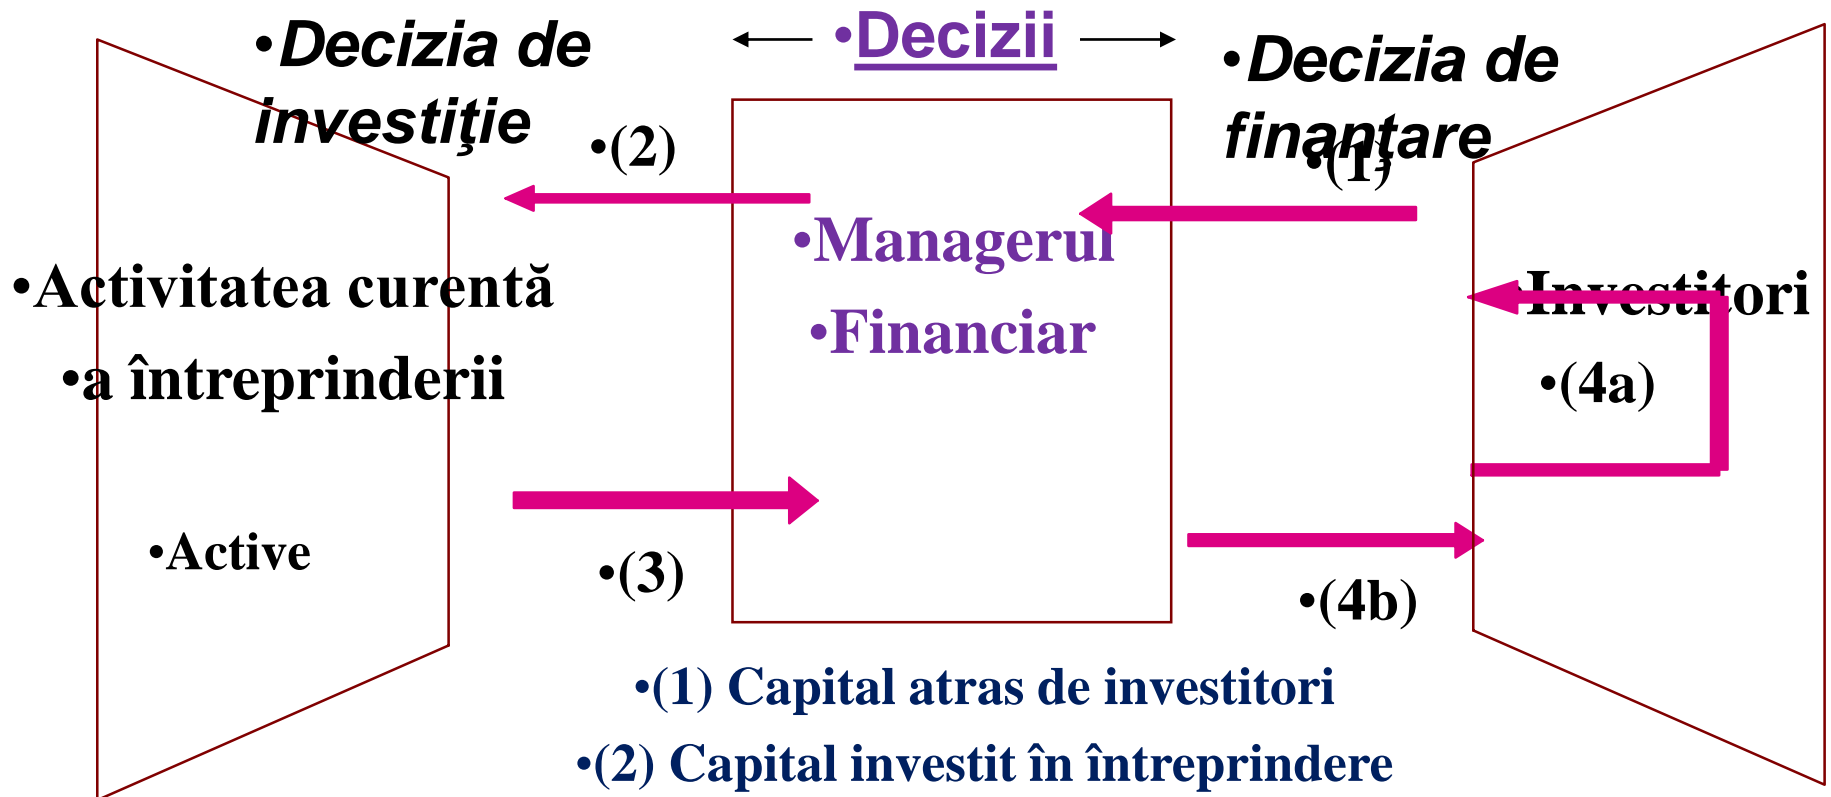 •Decizia de
investiţie
•Decizii
•Decizia de
finanţare
•(2)
•(1)
•Managerul
•Financiar
•Activitatea curentă
•a întreprinderii
•Investitori
•(4a)
•Active
•(3)
•(4b)
•(1) Capital atras de investitori
•(2) Capital investit în întreprindere